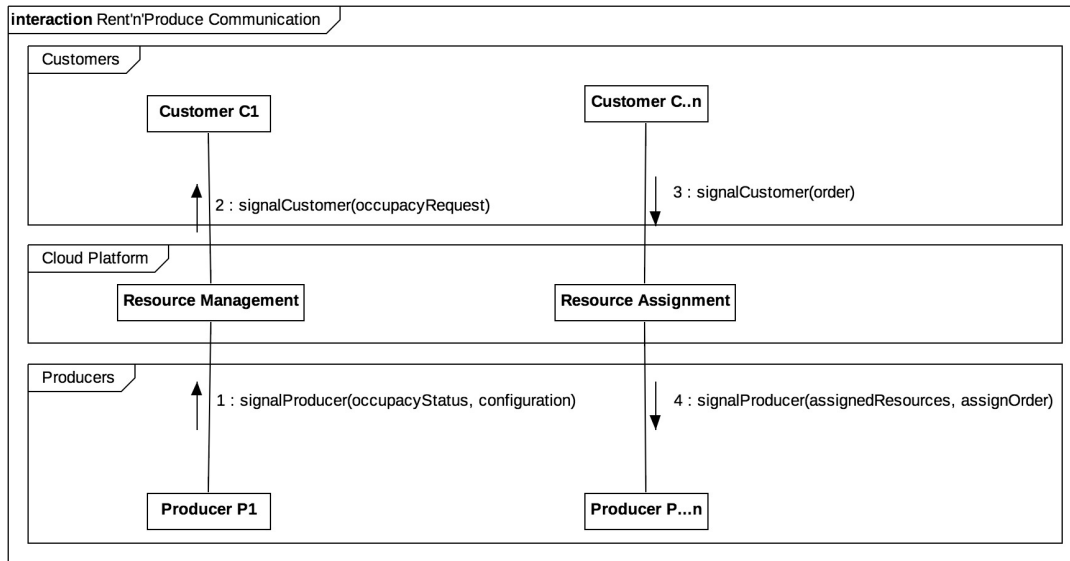 interaction Rent'n'Produce Communication
Customers
Customer C1
Customer C..n
2 : signalCustomer(occupacyRequest)
3 : signalCustomer(order)
Cloud Platform
Resource Management
Resource Assignment
Producers
1 : signalProducer(occupacyStatus, configuration)
4 : signalProducer(assignedResources, assignOrder)
Producer P1
Producer P...n